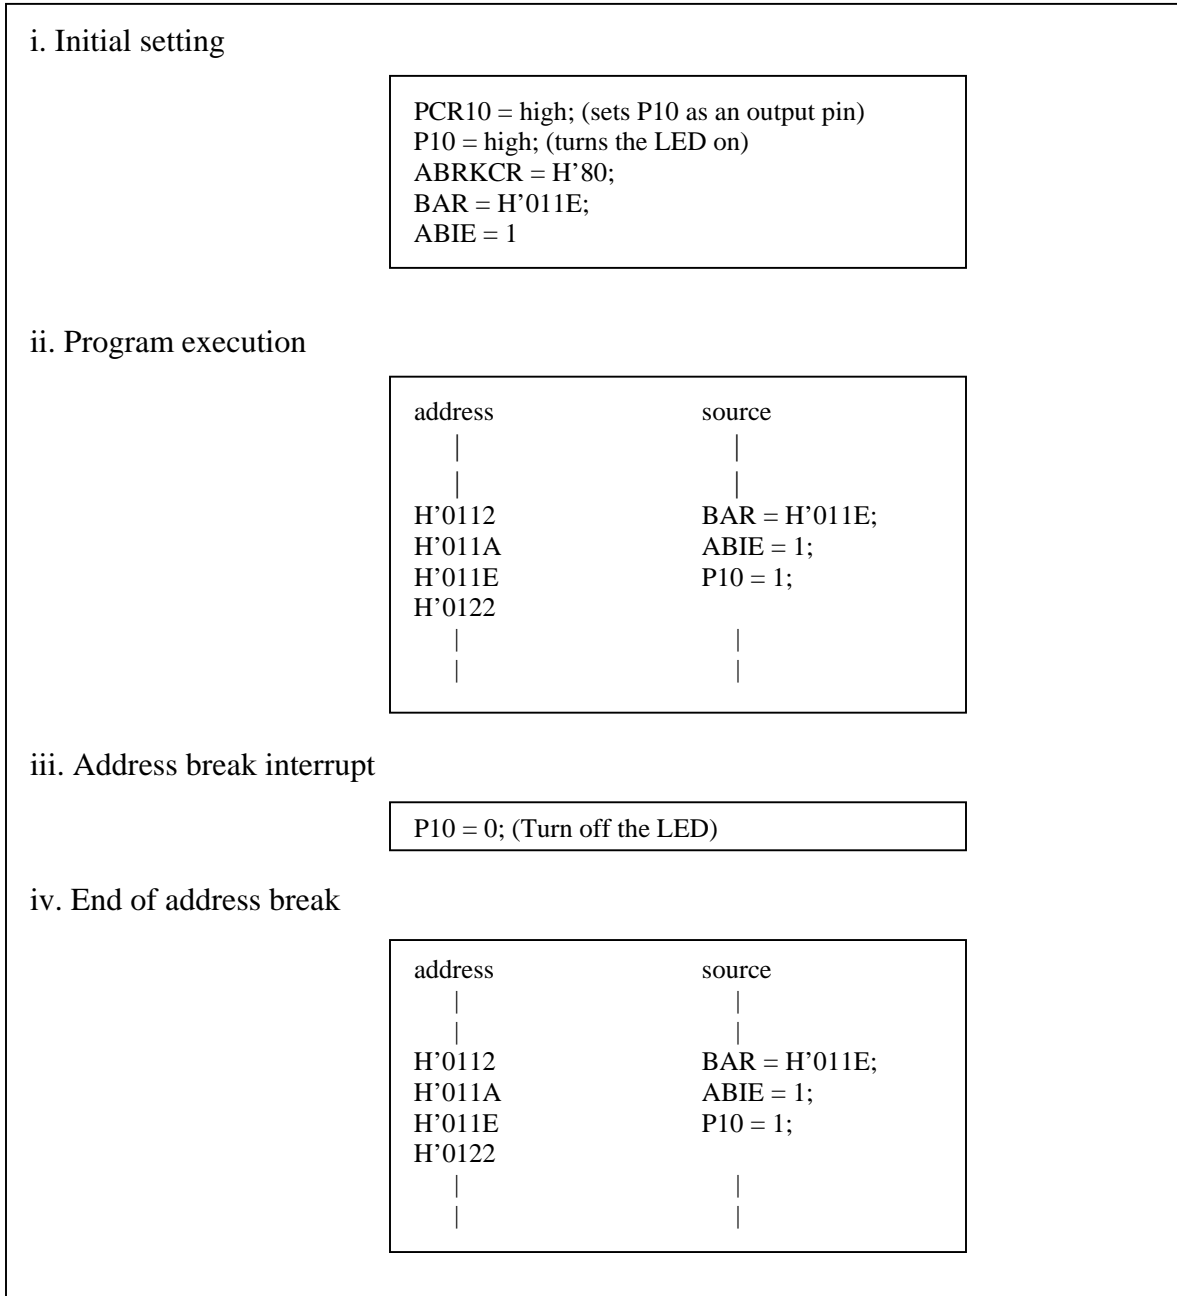 i. Initial setting
PCR10 = high; (sets P10 as an output pin)
P10 = high; (turns the LED on)
ABRKCR = H’80;
BAR = H’011E;
ABIE = 1
ii. Program execution
address source
| |
| |
H’0112 BAR = H’011E;
H’011A ABIE = 1;
H’011E P10 = 1;
H’0122
| |
| |
iii. Address break interrupt
P10 = 0; (Turn off the LED)
iv. End of address break
address source
| |
| |
H’0112 BAR = H’011E;
H’011A ABIE = 1;
H’011E P10 = 1;
H’0122
| |
| |